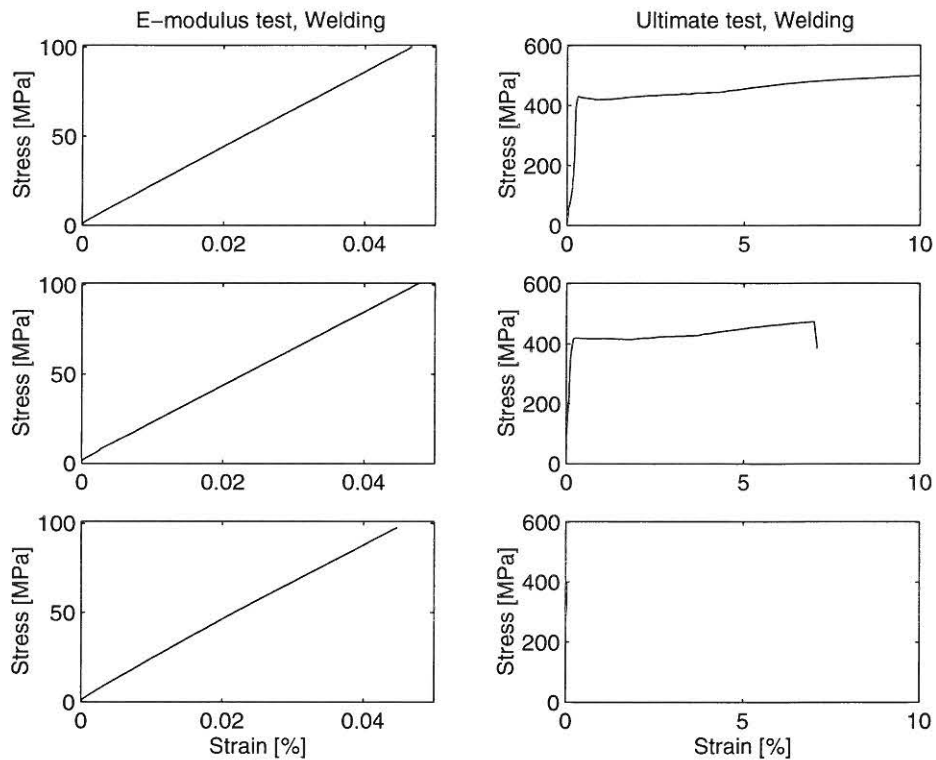 E−modulus test, Welding
100
50
0
Stress [MPa]
0 0.02 0.04
Ultimate test, Welding
600
400
200
0
Stress [MPa]
0 5 10
100
50
0
Stress [MPa]
0 0.02 0.04
600
400
200
0
Stress [MPa]
0 5 10
100
50
0
Stress [MPa]
0 0.02 0.04
Strain [%]
600
400
200
0
Stress [MPa]
0 5 10
Strain [%]